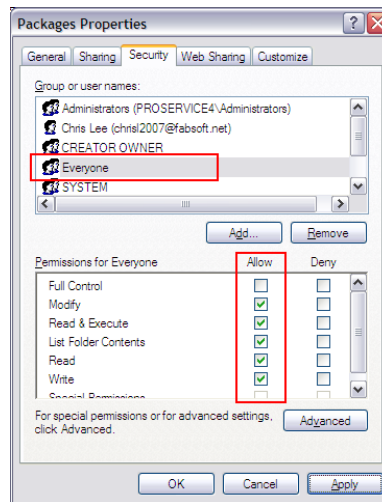 Packages Properties
General Sharing Security Web Sharing Customize
Group or user names:
Administrators (PROSERVICE4\Administrators)
Chris Lee (chrisl2007@fabsoft.net)
CREATOR OWNER
Everyone
SYSTEM
Add... Remove
Permissions for Everyone Allow Deny
Full Control
Modify
Read & Execute
List Folder Contents
Read
Write
Special Permissions
For special permissions or for advanced settings,
click Advanced.
Advanced
OK Cancel Apply